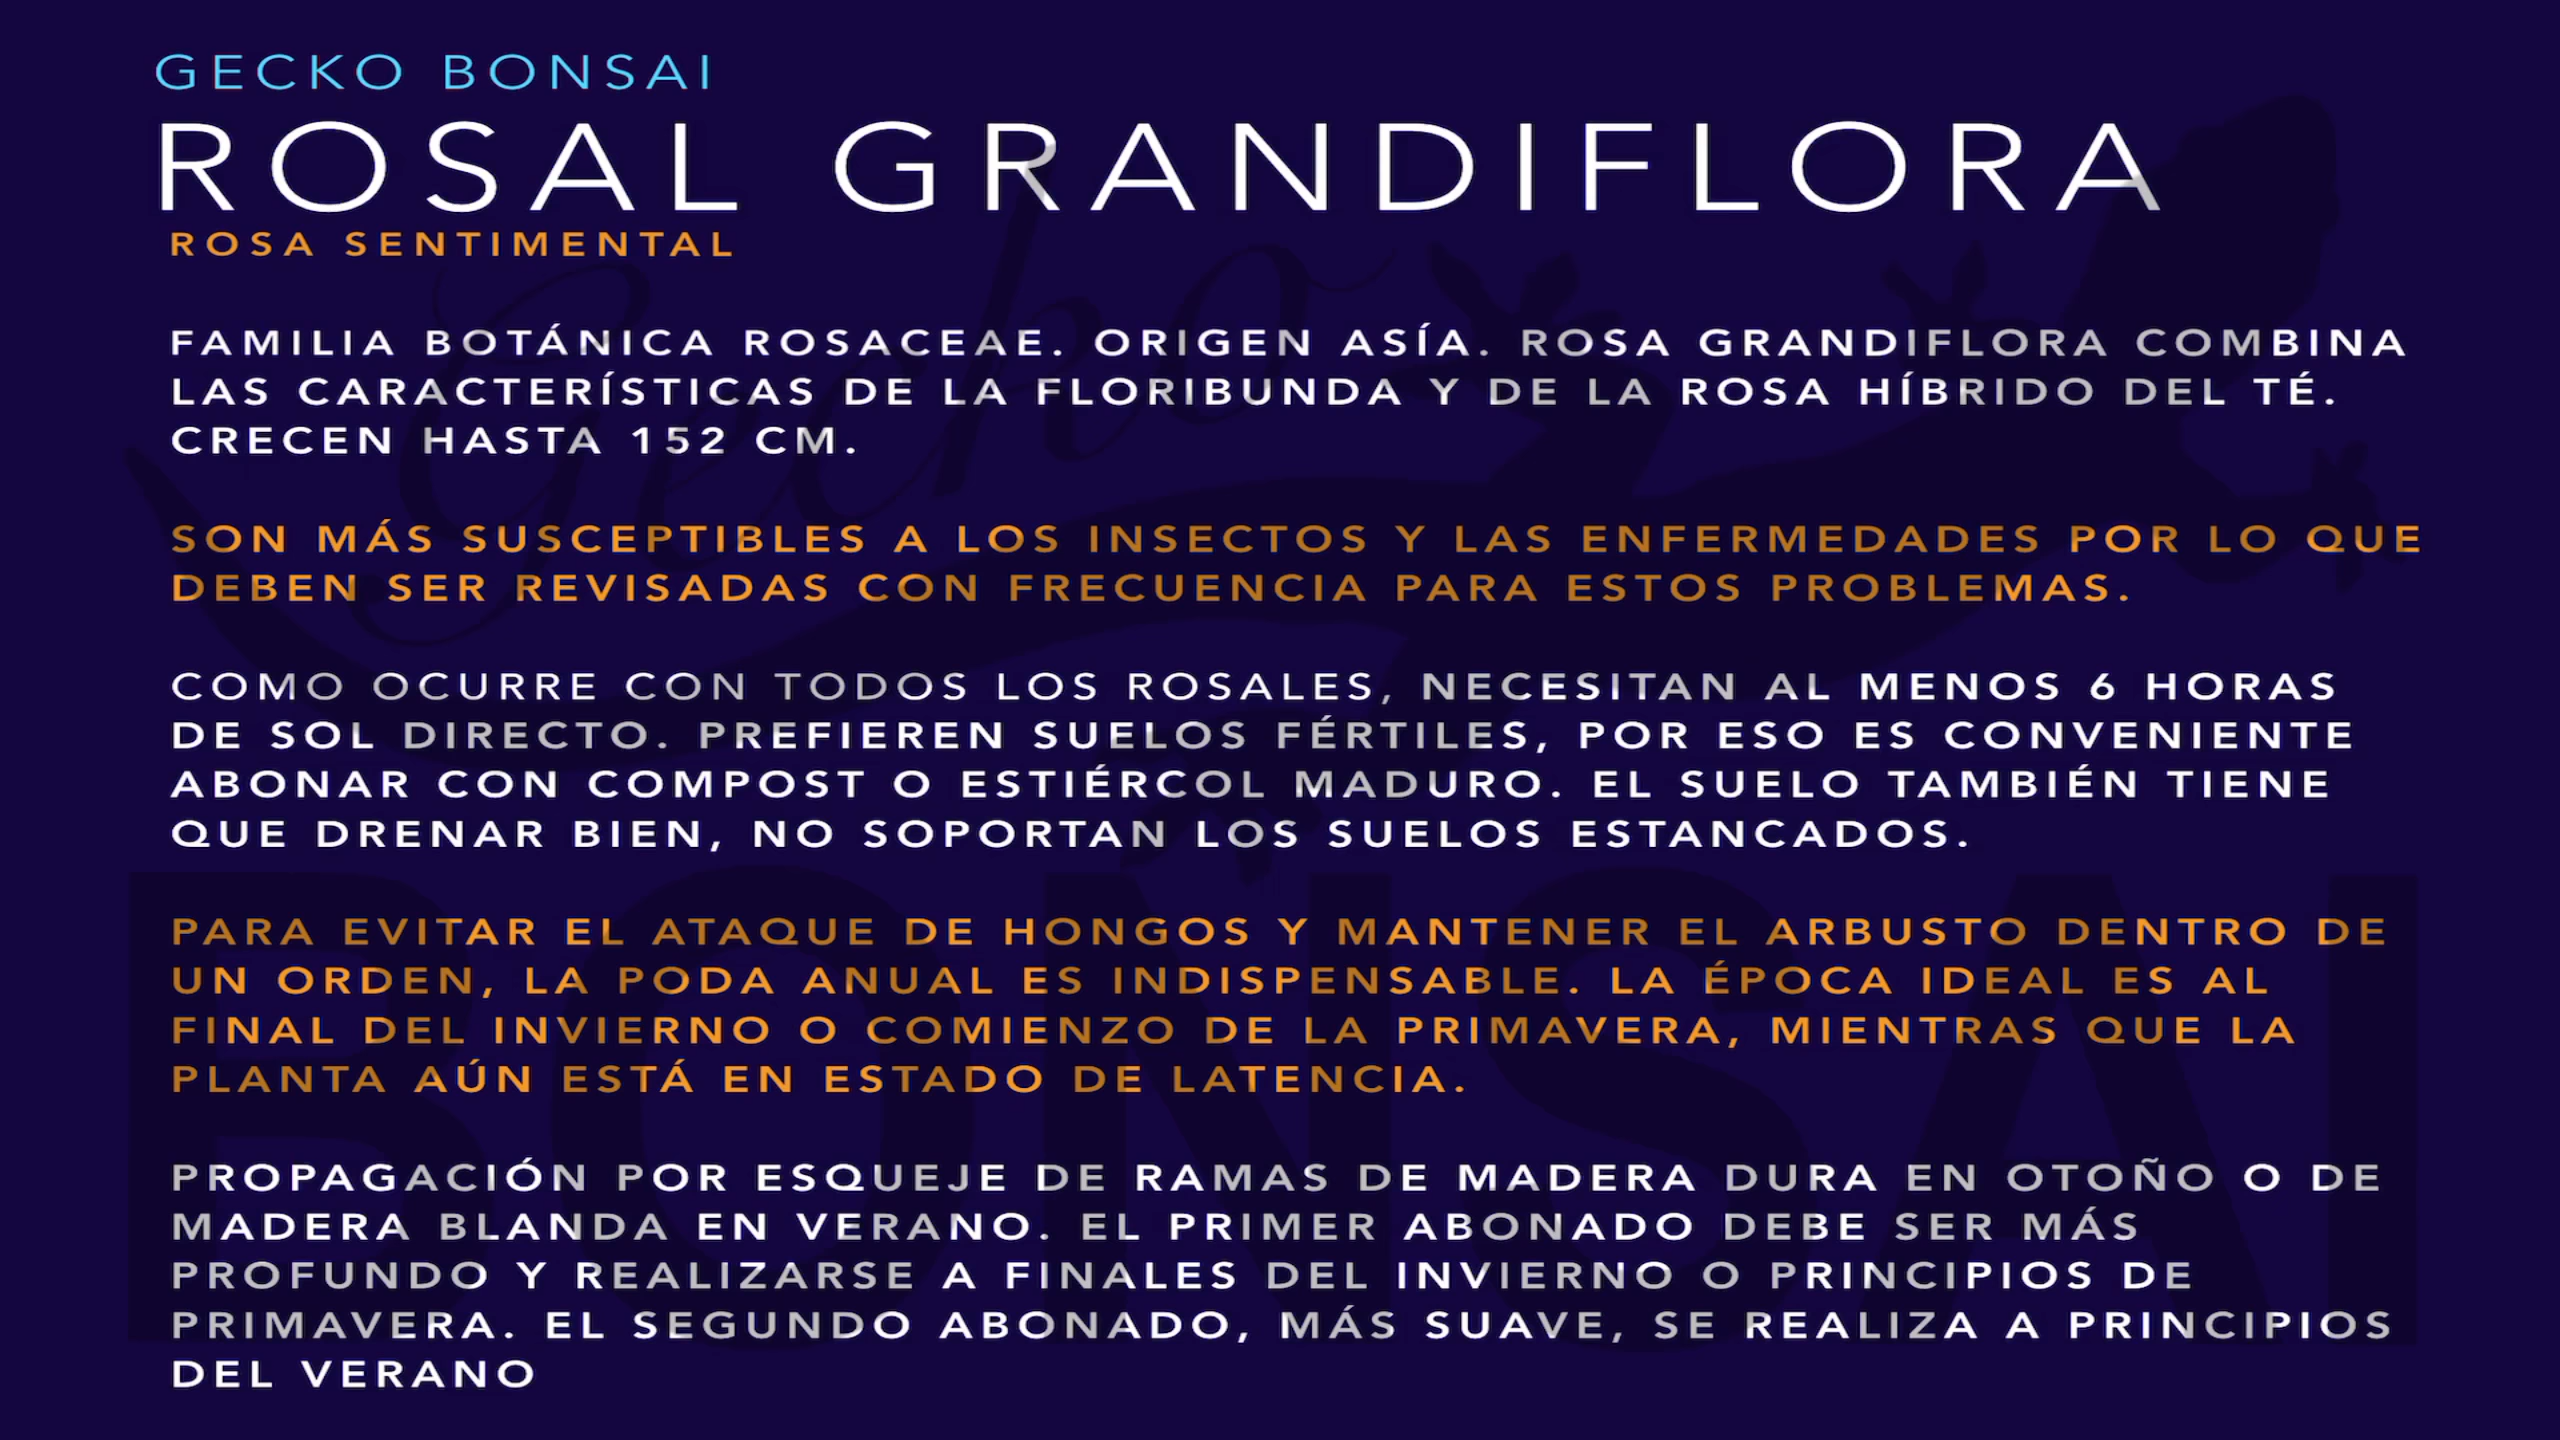 GECKO BONSAI
ROSAL GRANDIFLORA
ROSA SENTIMENTAL
FAMILIA BOTÁNICA ROSACEAE. ORIGEN ASÍA. ROSA GRANDIFLORA COMBINA
LAS CARACTERÍSTICAS DE LA FLORIBUNDA Y DE LA ROSA HÍBRIDO DEL TÉ.
CRECEN HASTA 152 CM.
SON MÁS SUSCEPTIBLES A LOS INSECTOS Y LAS ENFERMEDADES POR LO QUE
DEBEN SER REVISADAS CON FRECUENCIA PARA ESTOS PROBLEMAS.
COMO OCURRE CON TODOS LOS ROSALES, NECESITAN AL MENOS 6 HORAS
DE SOL DIRECTO. PREFIEREN SUELOS FÉRTILES, POR ESO ES CONVENIENTE
ABONAR CON COMPOST O ESTIÉRCOL MADURO. EL SUELO TAMBIÉN TIENE
QUE DRENAR BIEN, NO SOPORTAN LOS SUELOS ESTANCADOS.
PARA EVITAR EL ATAQUE DE HONGOS Y MANTENER EL ARBUSTO DENTRO DE
UN ORDEN, LA PODA ANUAL ES INDISPENSABLE. LA ÉPOCA IDEAL ES AL
FINAL DEL INVIERNO O COMIENZO DE LA PRIMAVERA, MIENTRAS QUE LA
PLANTA AÚN ESTÁ EN ESTADO DE LATENCIA.
PROPAGACIÓN POR ESQUEJE DE RAMAS DE MADERA DURA EN OTOÑO O DE
MADERA BLANDA EN VERANO. EL PRIMER ABONADO DEBE SER MÁS
PROFUNDO Y REALIZARSE A FINALES DEL INVIERNO O PRINCIPIOS DE
PRIMAVERA. EL SEGUNDO ABONADO, MÁS SUAVE, SE REALIZA A PRINCIPIOS
DEL VERANO
Gecko
BONSAI